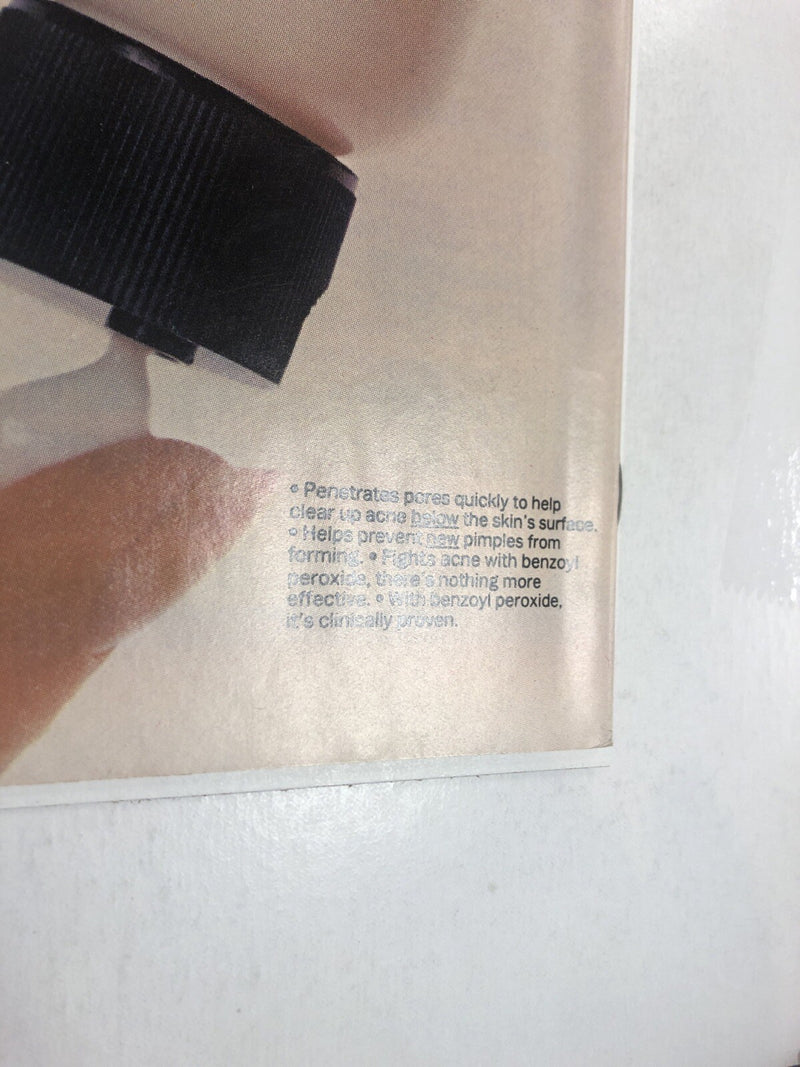 • Penetrates pores quickly to help
clear up acne below the skin's surface.
• Helps prevent new pimples from
forming. • Fights acne with benzoyl
peroxide, there's nothing more
effective. • With benzoyl peroxide,
it's clinically proven.